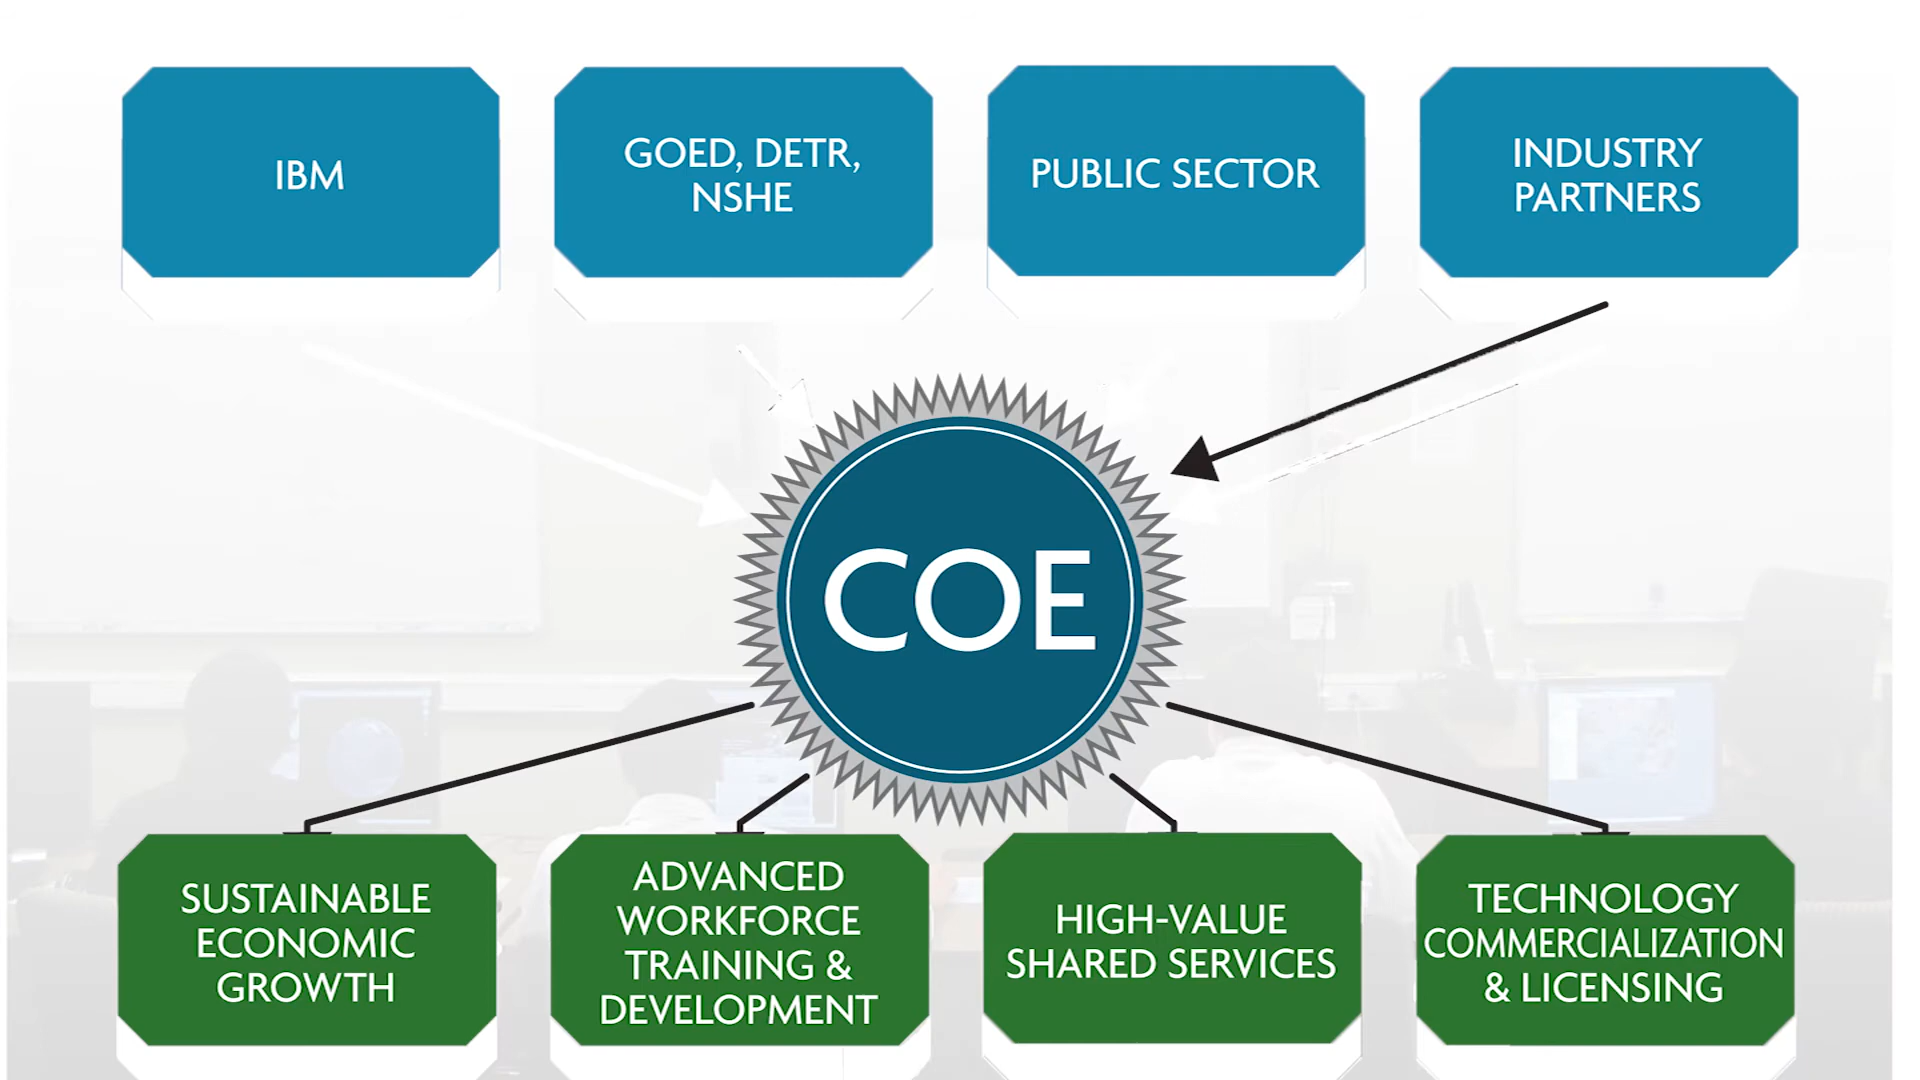 IBM
GOED, DETR,
NSHE
PUBLIC SECTOR
INDUSTRY
PARTNERS
COE
SUSTAINABLE
ECONOMIC
GROWTH
ADVANCED
WORKFORCE
TRAINING &
DEVELOPMENT
HIGH-VALUE
SHARED SERVICES
TECHNOLOGY
COMMERCIALIZATION
& LICENSING